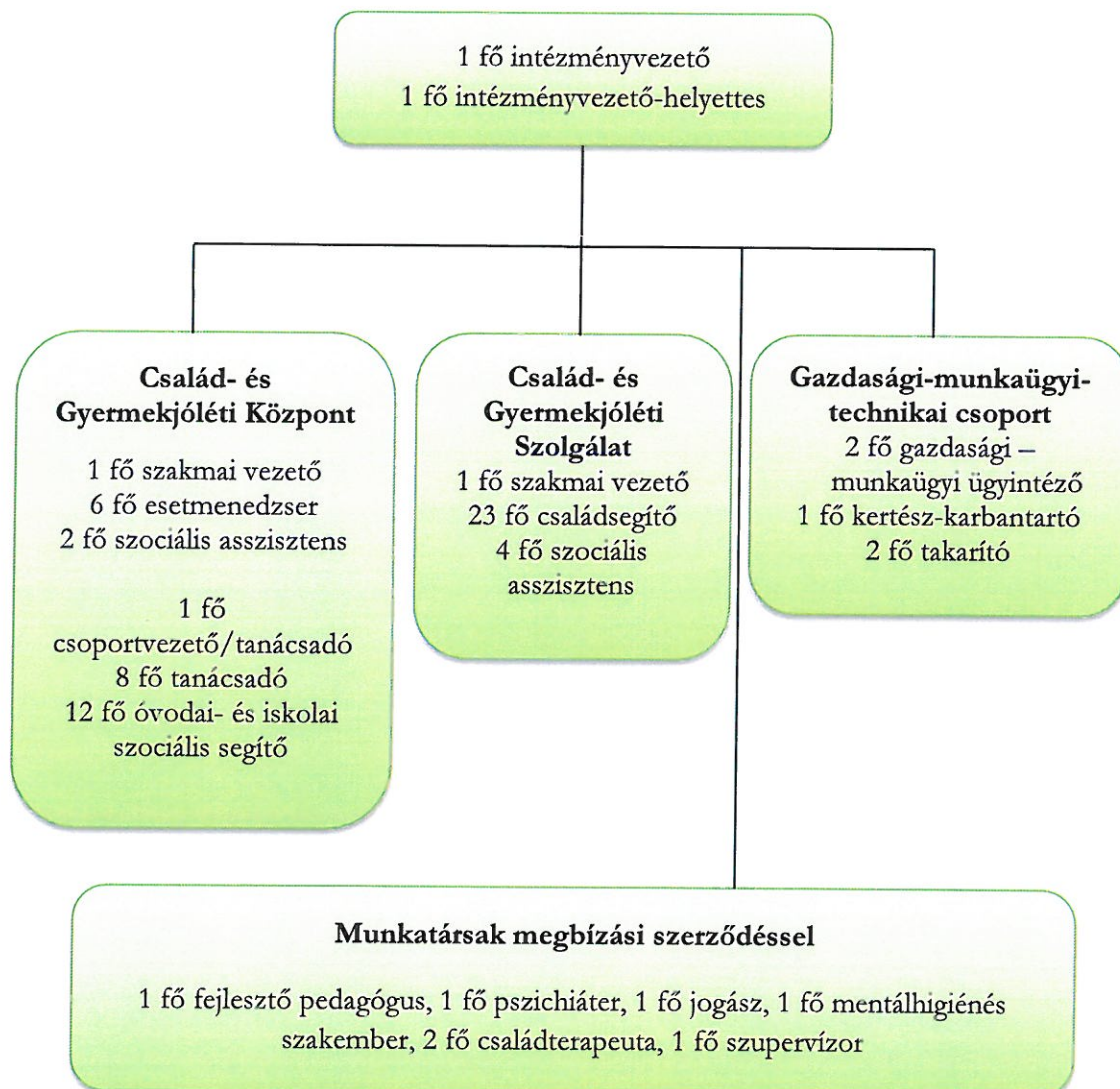 1 fő intézményvezető
1 fő intézményvezető-helyettes
Család- és
Gyermekjóléti Központ
1 fő szakmai vezető
6 fő esetmenedzser
2 fő szociális asszisztens
1 fő
csoportvezető/tanácsadó
8 fő tanácsadó
12 fő óvodai- és iskolai
szociális segítő
Család- és
Gyermekjóléti
Szolgálat
1 fő szakmai vezető
23 fő családsegítő
4 fő szociális
asszisztens
Gazdasági-munkaügyi-
technikai csoport
2 fő gazdasági –
munkaügyi ügyintéző
1 fő kertész-karbantartó
2 fő takarító
Munkatársak megbízási szerződéssel
1 fő fejlesztő pedagógus, 1 fő pszichiáter, 1 fő jogász, 1 fő mentálhigiénés
szakember, 2 fő családterapeuta, 1 fő szupervízor